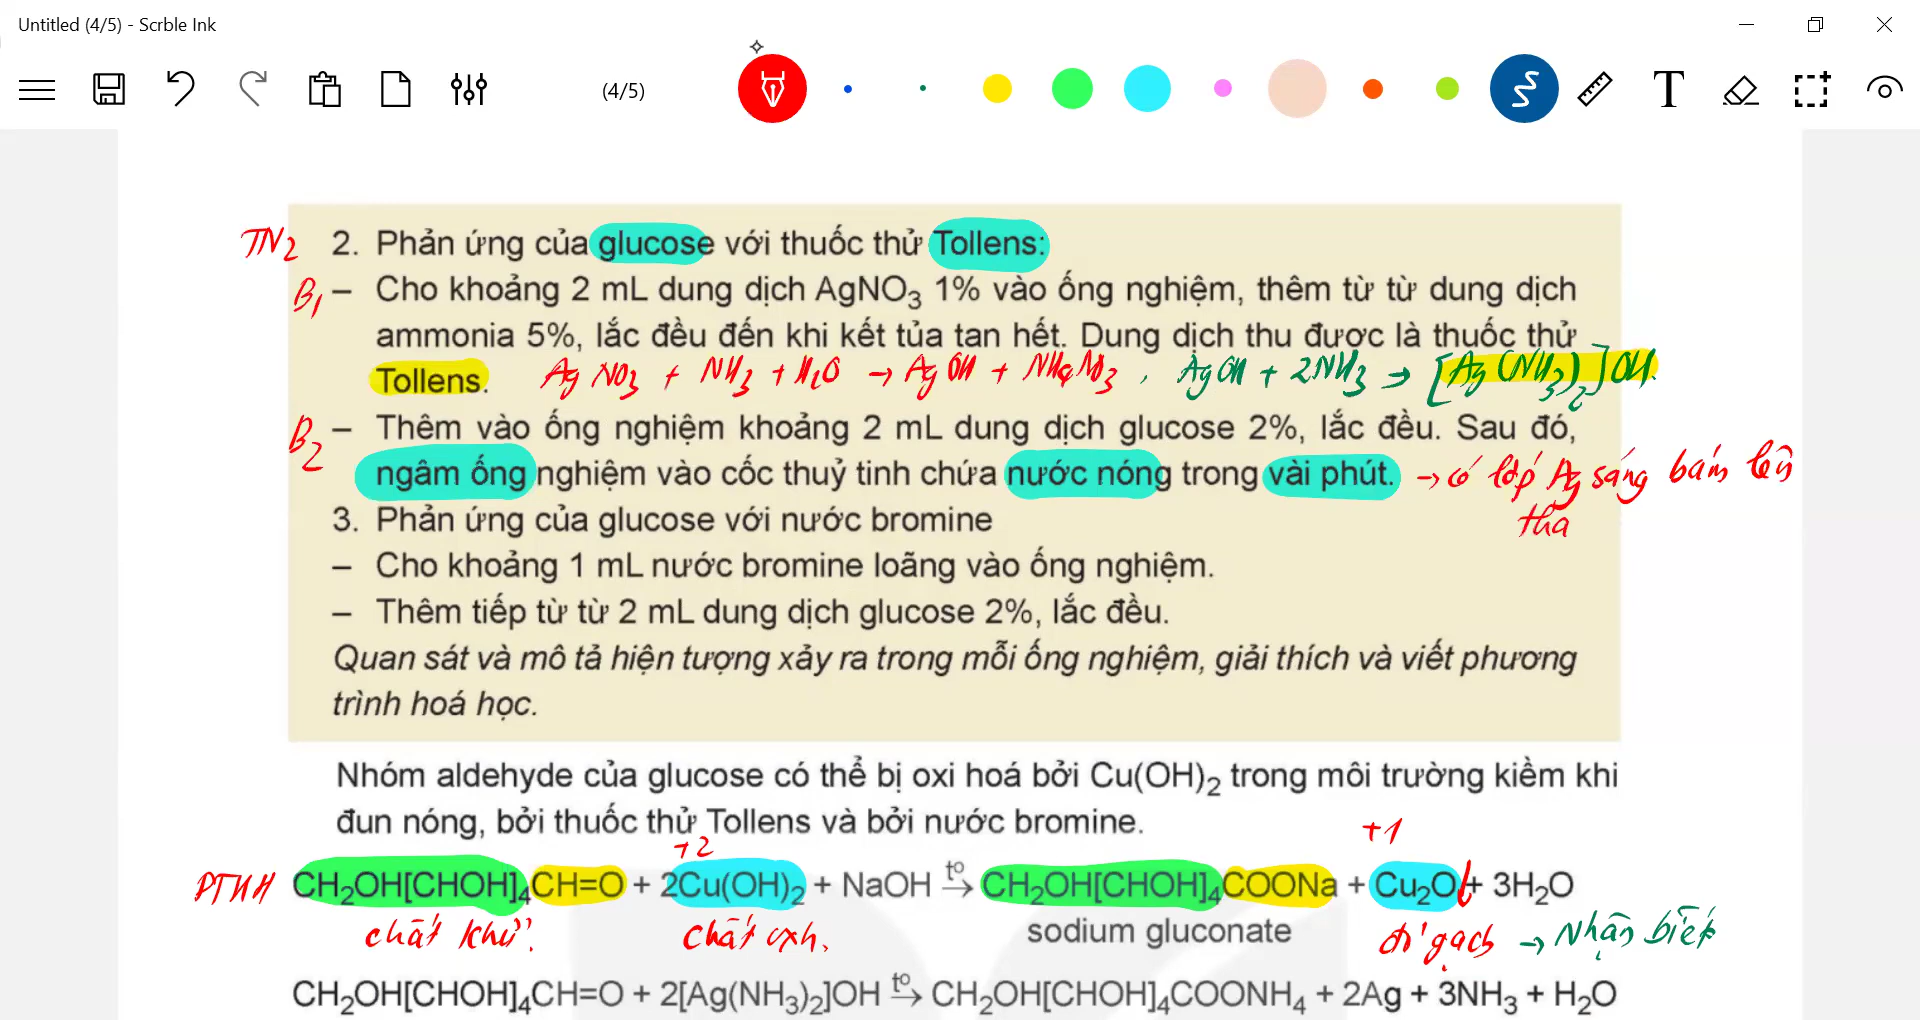 Untitled (4/5) - Scrble Ink
(4/5)
T
TN2 2. Phản ứng của glucose với thuốc thử Tollens:
B1 – Cho khoảng 2 mL dung dịch AgNO3 1% vào ống nghiệm, thêm từ từ dung dịch
ammonia 5%, lắc đều đến khi kết tủa tan hết. Dung dịch thu được là thuốc thử
Tollens. AgNO3 + NH3 + H2O → AgOH + NH4NO3, AgOH + 2NH3 → [Ag(NH3)2]OH.
B2 – Thêm vào ống nghiệm khoảng 2 mL dung dịch glucose 2%, lắc đều. Sau đó,
ngâm ống nghiệm vào cốc thuỷ tinh chứa nước nóng trong vài phút. → có lớp Ag sáng bám lên
3. Phản ứng của glucose với nước bromine
– Cho khoảng 1 mL nước bromine loãng vào ống nghiệm.
– Thêm tiếp từ từ 2 mL dung dịch glucose 2%, lắc đều.
Quan sát và mô tả hiện tượng xảy ra trong mỗi ống nghiệm, giải thích và viết phương
trình hoá học.
Nhóm aldehyde của glucose có thể bị oxi hoá bởi Cu(OH)2 trong môi trường kiềm khi
đun nóng, bởi thuốc thử Tollens và bởi nước bromine.
+2 +1
PTHH CH2OH[CHOH]4CH=O + 2Cu(OH)2 + NaOH →to CH2OH[CHOH]4COONa + Cu2O↓ + 3H2O
chất khử. chất oxh. sodium gluconate đỏ gạch → Nhận biết
CH2OH[CHOH]4CH=O + 2[Ag(NH3)2]OH →to CH2OH[CHOH]4COONH4 + 2Ag + 3NH3 + H2O